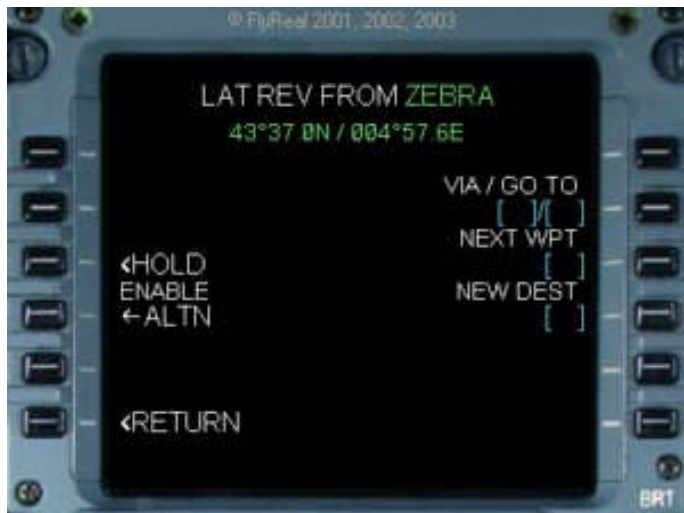 © FlyReal 2001, 2002, 2003
LAT REV FROM ZEBRA
43°37.0N / 004°57.6E
VIA / GO TO
[ ]/[ ]
NEXT WPT
<HOLD [ ]
ENABLE NEW DEST
←ALTN [ ]
<RETURN
BRT